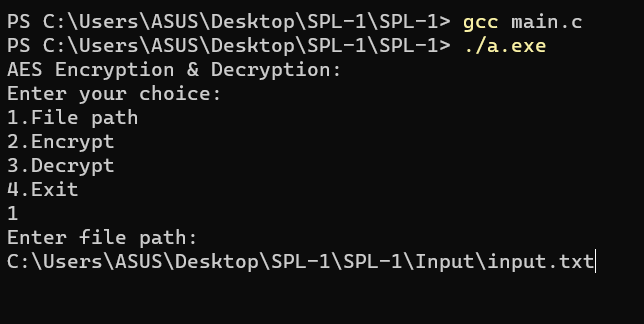 PS C:\Users\ASUS\Desktop\SPL-1\SPL-1> gcc main.c
PS C:\Users\ASUS\Desktop\SPL-1\SPL-1> ./a.exe
AES Encryption & Decryption:
Enter your choice:
1.File path
2.Encrypt
3.Decrypt
4.Exit
1
Enter file path:
C:\Users\ASUS\Desktop\SPL-1\SPL-1\Input\input.txt